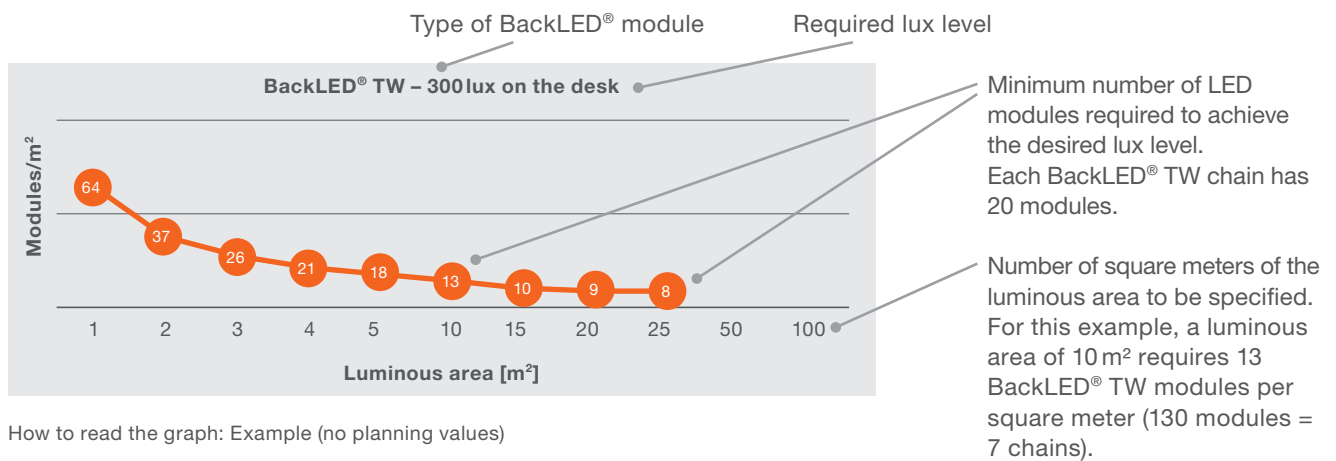 Type of BackLED® module
Required lux level
BackLED® TW – 300 lux on the desk
Modules/m²
64
37
26
21
18
13
10
9
8
1 2 3 4 5 10 15 20 25 50 100
Luminous area [m²]
Minimum number of LED
modules required to achieve
the desired lux level.
Each BackLED® TW chain has
20 modules.
Number of square meters of the
luminous area to be specified.
For this example, a luminous
area of 10 m² requires 13
BackLED® TW modules per
square meter (130 modules =
7 chains).
How to read the graph: Example (no planning values)